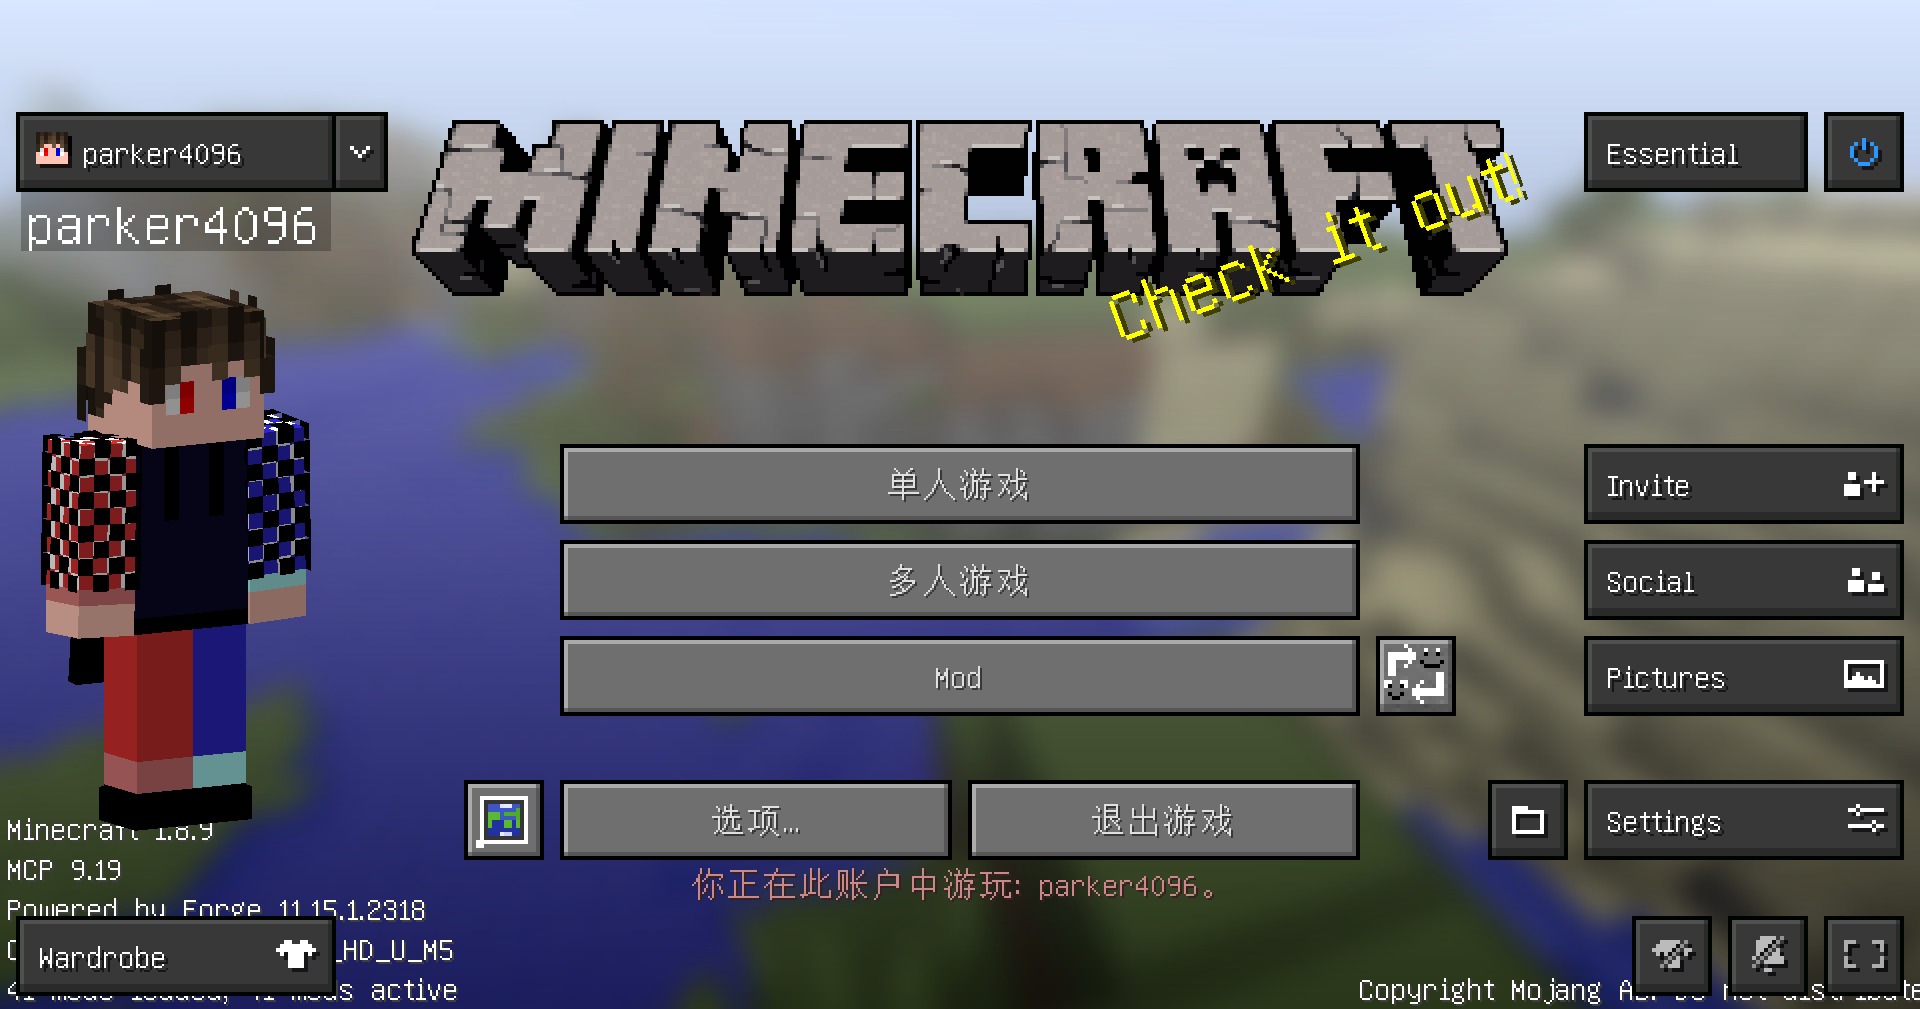 parker4096
Essential
MINECRAFT
Check it out!
parker4096
单人游戏
Invite
多人游戏
Social
Mod
Pictures
选项...
退出游戏
Settings
Minecraft 1.8.9
MCP 9.19
你正在此账户中游玩: parker4096。
Powered by Forge 11.15.1.2318
_HD_U_M5
Wardrobe
active
Copyright Mojang